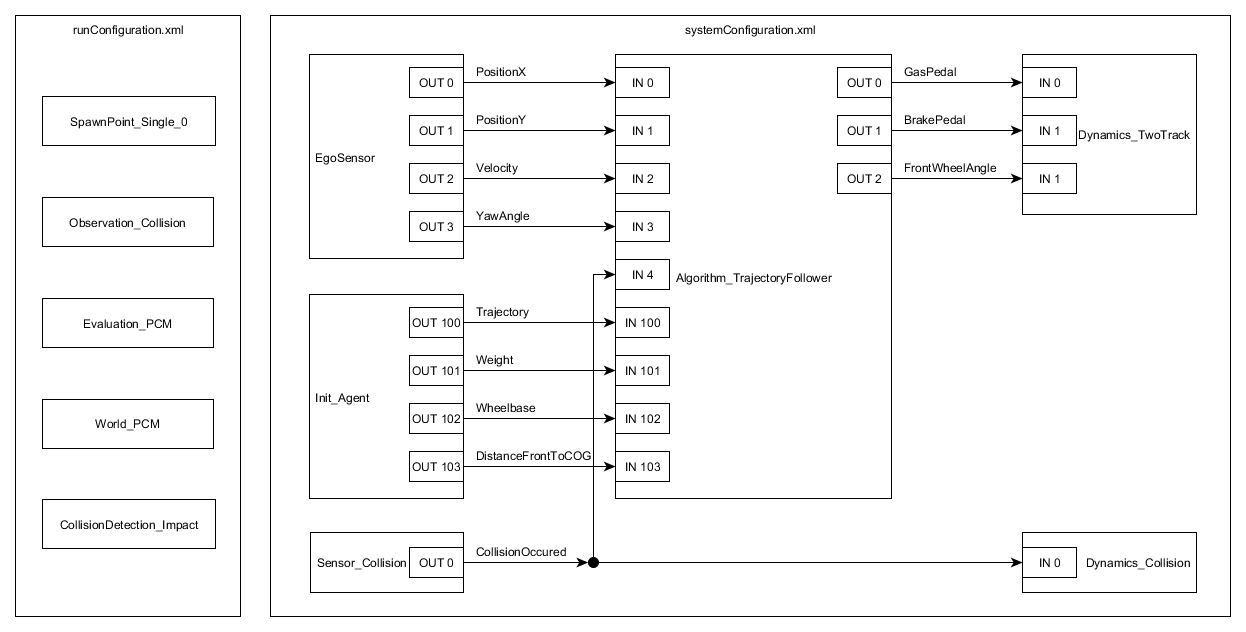 runConfiguration.xml
SpawnPoint_Single_0
Observation_Collision
Evaluation_PCM
World_PCM
CollisionDetection_Impact
systemConfiguration.xml
EgoSensor
OUT 0
PositionX
IN 0
OUT 1
PositionY
IN 1
OUT 2
Velocity
IN 2
OUT 3
YawAngle
IN 3
IN 4
Algorithm_TrajectoryFollower
Init_Agent
OUT 100
Trajectory
IN 100
OUT 101
Weight
IN 101
OUT 102
Wheelbase
IN 102
OUT 103
DistanceFrontToCOG
IN 103
OUT 0
GasPedal
IN 0
OUT 1
BrakePedal
IN 1
Dynamics_TwoTrack
OUT 2
FrontWheelAngle
IN 1
Sensor_Collision
OUT 0
CollisionOccured
IN 0
Dynamics_Collision